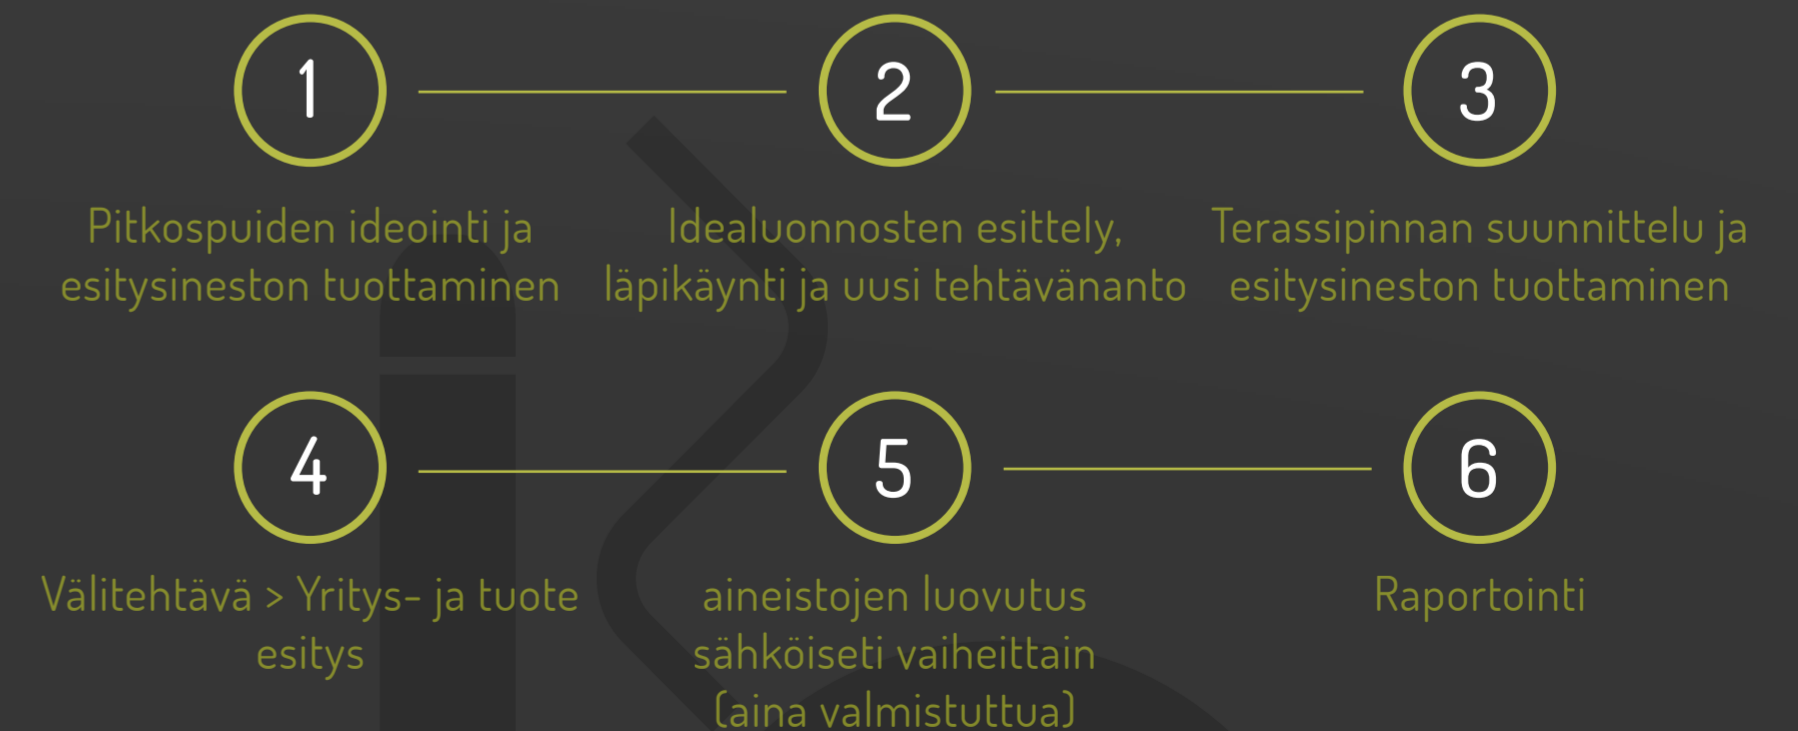 1
2
3
Pitkospuiden ideointi ja
esitysineston tuottaminen
Idealuonnosten esittely,
läpikäynti ja uusi tehtävänanto
Terassipinnan suunnittelu ja
esitysineston tuottaminen
4
5
6
Välitehtävä > Yritys- ja tuote
esitys
aineistojen luovutus
sähköiseti vaiheittain
(aina valmistuttua)
Raportointi